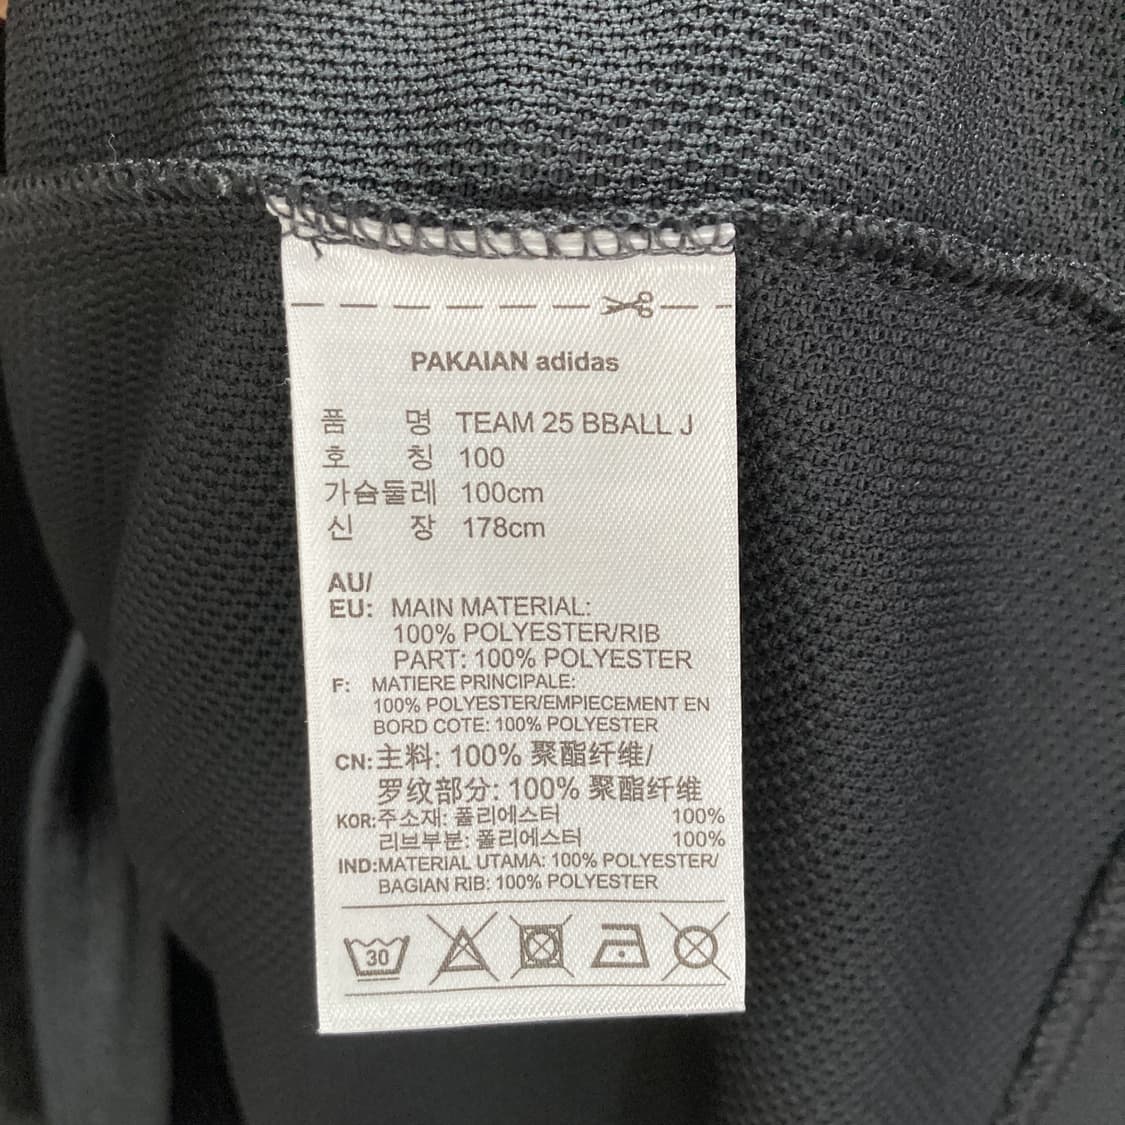 PAKAIAN adidas
품 명 TEAM 25 BBALL J
호 칭 100
가슴둘레 100cm
신 장 178cm
AU/
EU: MAIN MATERIAL:
100% POLYESTER/RIB
PART: 100% POLYESTER
F: MATIERE PRINCIPALE:
100% POLYESTER/EMPIECEMENT EN
BORD COTE: 100% POLYESTER
CN:主料: 100% 聚酯纤维/
罗纹部分: 100% 聚酯纤维
KOR:주소재: 폴리에스터 100%
리브부분: 폴리에스터 100%
IND:MATERIAL UTAMA: 100% POLYESTER/
BAGIAN RIB: 100% POLYESTER
30